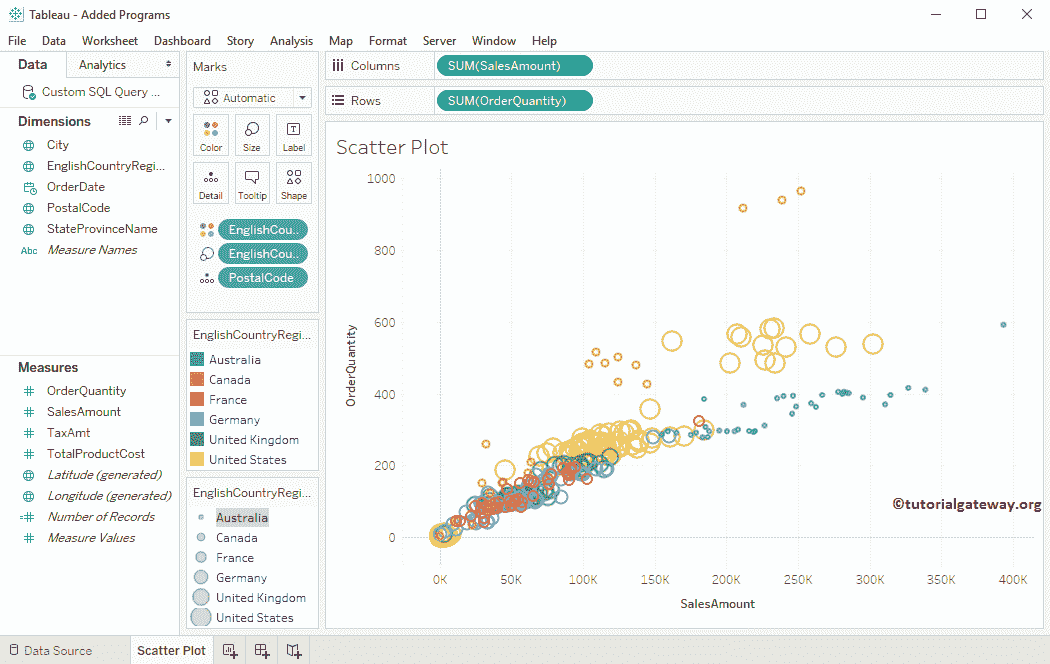 Tableau - Added Programs
File Data Worksheet Dashboard Story Analysis Map Format Server Window Help
Data Analytics
Custom SQL Query ...
Dimensions
City
EnglishCountryRegi...
OrderDate
PostalCode
StateProvinceName
Abc Measure Names
Measures
OrderQuantity
SalesAmount
TaxAmt
TotalProductCost
Latitude (generated)
Longitude (generated)
Number of Records
Measure Values
Marks
Automatic
Color Size Label
Detail Tooltip Shape
EnglishCou..
EnglishCou..
PostalCode
EnglishCountryRegi...
Australia
Canada
France
Germany
United Kingdom
United States
EnglishCountryRegi...
Australia
Canada
France
Germany
United Kingdom
United States
Columns SUM(SalesAmount)
Rows SUM(OrderQuantity)
Scatter Plot
OrderQuantity
1000
800
600
400
200
0
0K 50K 100K 150K 200K 250K 300K 350K 400K
SalesAmount
©tutorialgateway.org
Data Source Scatter Plot